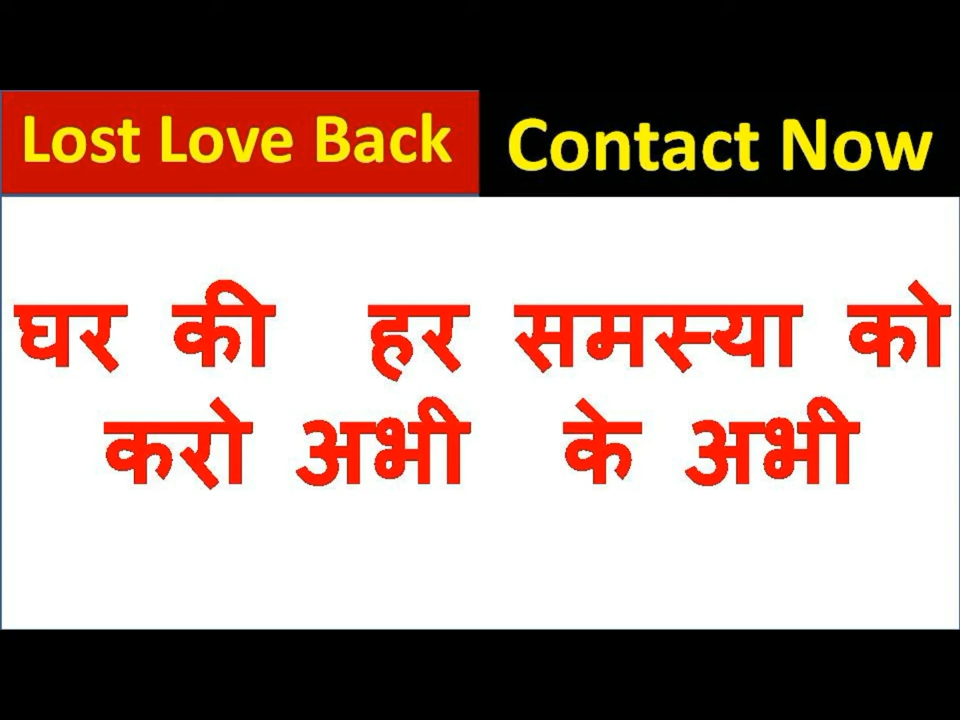 Lost Love Back
Contact Now
घर की हर समस्या को
करो अभी के अभी